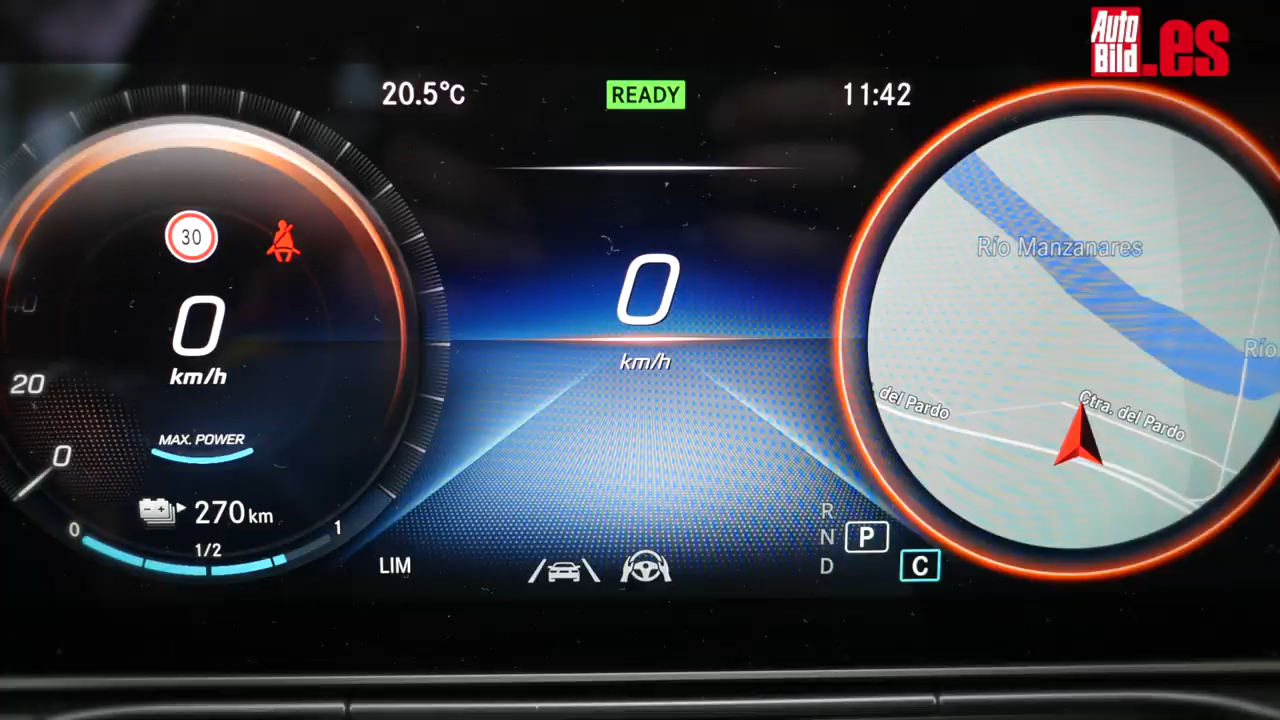 Auto
Bild
.es
20.5°C
READY
11:42
30
0
km/h
20
0
MAX. POWER
270 km
0
1/2
1
0
km/h
LIM
R
N
P
D
C
Río Manzanares
Río
del Pardo
Ctra. del Pardo